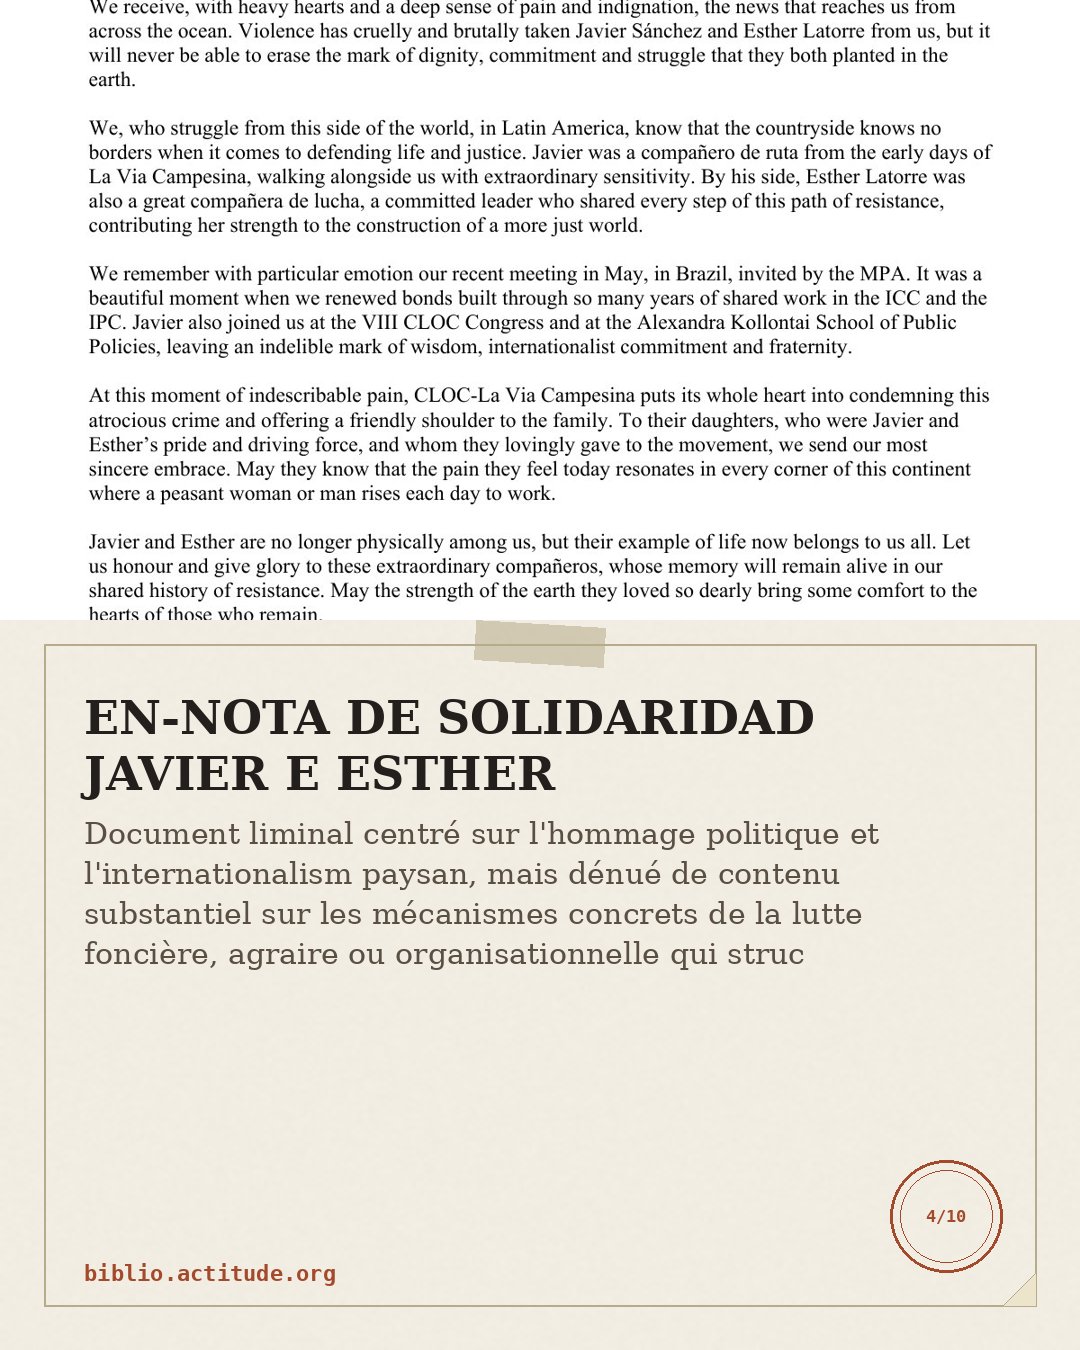 We receive, with heavy hearts and a deep sense of pain and indignation, the news that reaches us from
across the ocean. Violence has cruelly and brutally taken Javier Sánchez and Esther Latorre from us, but it
will never be able to erase the mark of dignity, commitment and struggle that they both planted in the
earth.
We, who struggle from this side of the world, in Latin America, know that the countryside knows no
borders when it comes to defending life and justice. Javier was a compañero de ruta from the early days of
La Via Campesina, walking alongside us with extraordinary sensitivity. By his side, Esther Latorre was
also a great compañera de lucha, a committed leader who shared every step of this path of resistance,
contributing her strength to the construction of a more just world.
We remember with particular emotion our recent meeting in May, in Brazil, invited by the MPA. It was a
beautiful moment when we renewed bonds built through so many years of shared work in the ICC and the
IPC. Javier also joined us at the VIII CLOC Congress and at the Alexandra Kollontai School of Public
Policies, leaving an indelible mark of wisdom, internationalist commitment and fraternity.
At this moment of indescribable pain, CLOC-La Via Campesina puts its whole heart into condemning this
atrocious crime and offering a friendly shoulder to the family. To their daughters, who were Javier and
Esther’s pride and driving force, and whom they lovingly gave to the movement, we send our most
sincere embrace. May they know that the pain they feel today resonates in every corner of this continent
where a peasant woman or man rises each day to work.
Javier and Esther are no longer physically among us, but their example of life now belongs to us all. Let
us honour and give glory to these extraordinary compañeros, whose memory will remain alive in our
shared history of resistance. May the strength of the earth they loved so dearly bring some comfort to the
hearts of those who remain.
EN-NOTA DE SOLIDARIDAD
JAVIER E ESTHER
Document liminal centré sur l'hommage politique et
l'internationalism paysan, mais dénué de contenu
substantiel sur les mécanismes concrets de la lutte
foncière, agraire ou organisationnelle qui struc
4/10
biblio.actitude.org